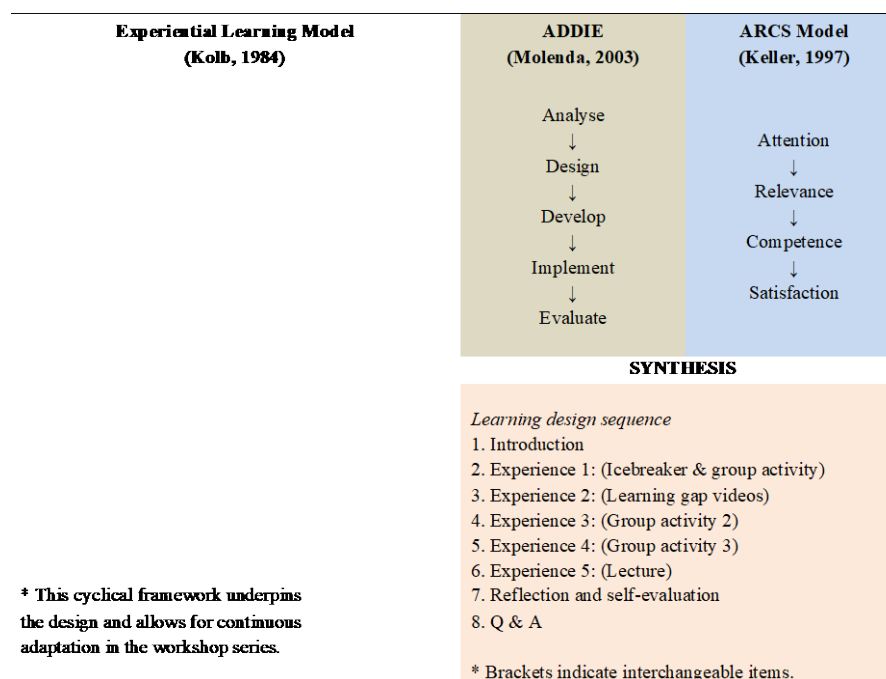 Experiential Learning Model
(Kolb, 1984)
* This cyclical framework underpins
the design and allows for continuous
adaptation in the workshop series.
ADDIE
(Molenda, 2003)
Analyse
↓
Design
↓
Develop
↓
Implement
↓
Evaluate
ARCS Model
(Keller, 1997)
Attention
↓
Relevance
↓
Competence
↓
Satisfaction
SYNTHESIS
Learning design sequence
1. Introduction
2. Experience 1: (Icebreaker & group activity)
3. Experience 2: (Learning gap videos)
4. Experience 3: (Group activity 2)
5. Experience 4: (Group activity 3)
6. Experience 5: (Lecture)
7. Reflection and self-evaluation
8. Q & A
* Brackets indicate interchangeable items.